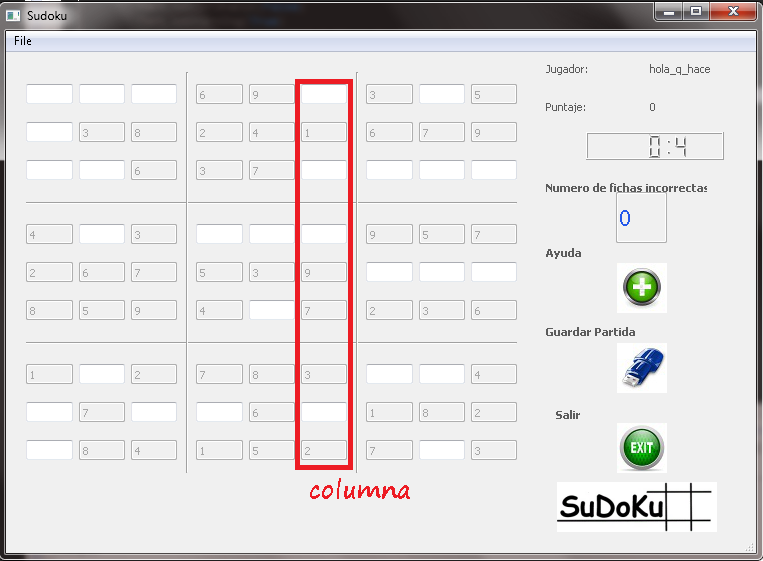 Sudoku
File
6 9 3 5
3 8 2 4 1 6 7 9
6 3 7
4 3 9 5 7
2 6 7 5 3 9
8 5 9 4 7 2 3 6
1 2 7 8 3 4
7 6 1 8 2
8 4 1 5 2 7 3
columna
Jugador: hola_q_hace
Puntaje: 0
0:4
Numero de fichas incorrectas
0
Ayuda
Guardar Partida
Salir
EXIT
SuDoKu